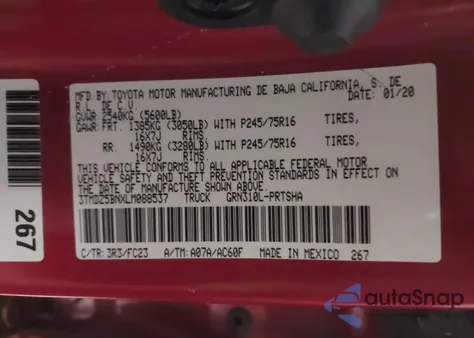 MFD BY: TOYOTA MOTOR MANUFACTURING DE BAJA CALIFORNIA, S. DE
R.L. DE C.V. DATE: 01/20
GVWR 2540KG (5600LB)
GAWR: FRT. 1385KG (3050LB) WITH P245/75R16 TIRES,
16X7J RIMS.
RR. 1490KG (3280LB) WITH P245/75R16 TIRES,
16X7J RIMS.
THIS VEHICLE CONFORMS TO ALL APPLICABLE FEDERAL MOTOR
VEHICLE SAFETY AND THEFT PREVENTION STANDARDS IN EFFECT
ON THE DATE OF MANUFACTURE SHOWN ABOVE.
3TMDZ5BNXLM088537 TRUCK GRN310L-PRTSHA
C/TR: 3R3/FC23 A/TM: A07A/AC60F MADE IN MEXICO 267
267
autoSnap